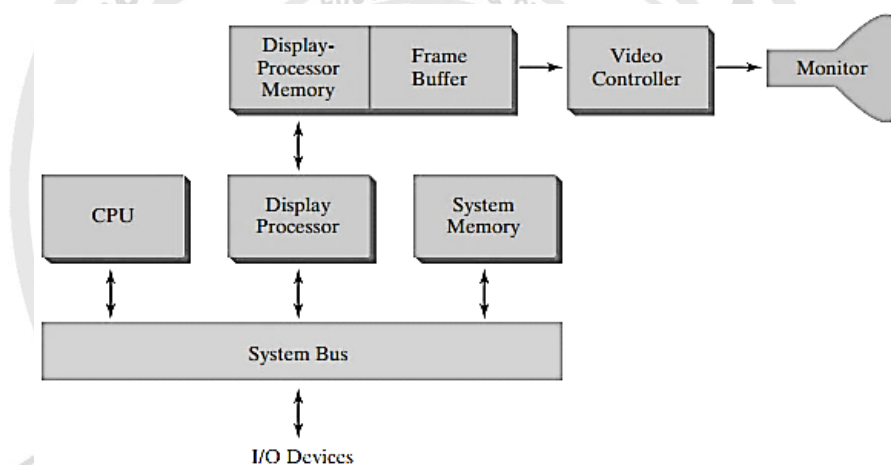 Display-
Processor
Memory
Frame
Buffer
Video
Controller
Monitor
CPU
Display
Processor
System
Memory
System Bus
I/O Devices